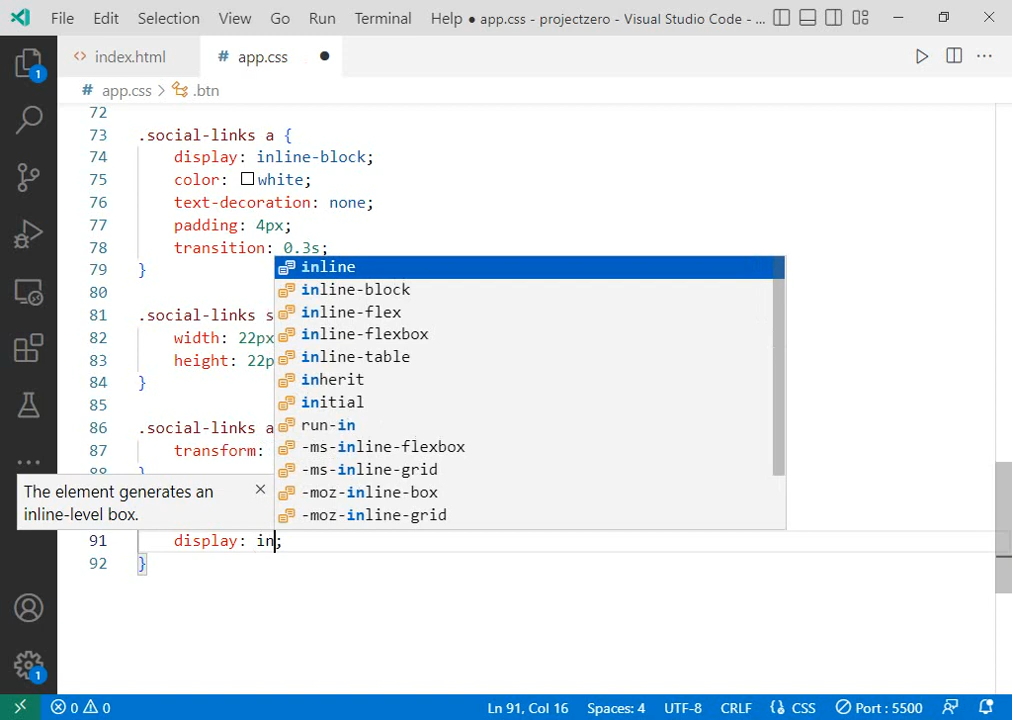 File Edit Selection View Go Run Terminal Help ● app.css - projectzero - Visual Studio Code - ...
<> index.html # app.css ●
# app.css > .btn
72
73 .social-links a {
74 display: inline-block;
75 color: white;
76 text-decoration: none;
77 padding: 4px;
78 transition: 0.3s;
79 }
80
81 .social-links s
82 width: 22px
83 height: 22p
84 }
85
86 .social-links a
87 transform:
88 }
91 display: in;
92 }
inline
inline-block
inline-flex
inline-flexbox
inline-table
inherit
initial
run-in
-ms-inline-flexbox
-ms-inline-grid
-moz-inline-box
-moz-inline-grid
The element generates an
inline-level box.
1
1
0 0 Ln 91, Col 16 Spaces: 4 UTF-8 CRLF {} CSS Port : 5500